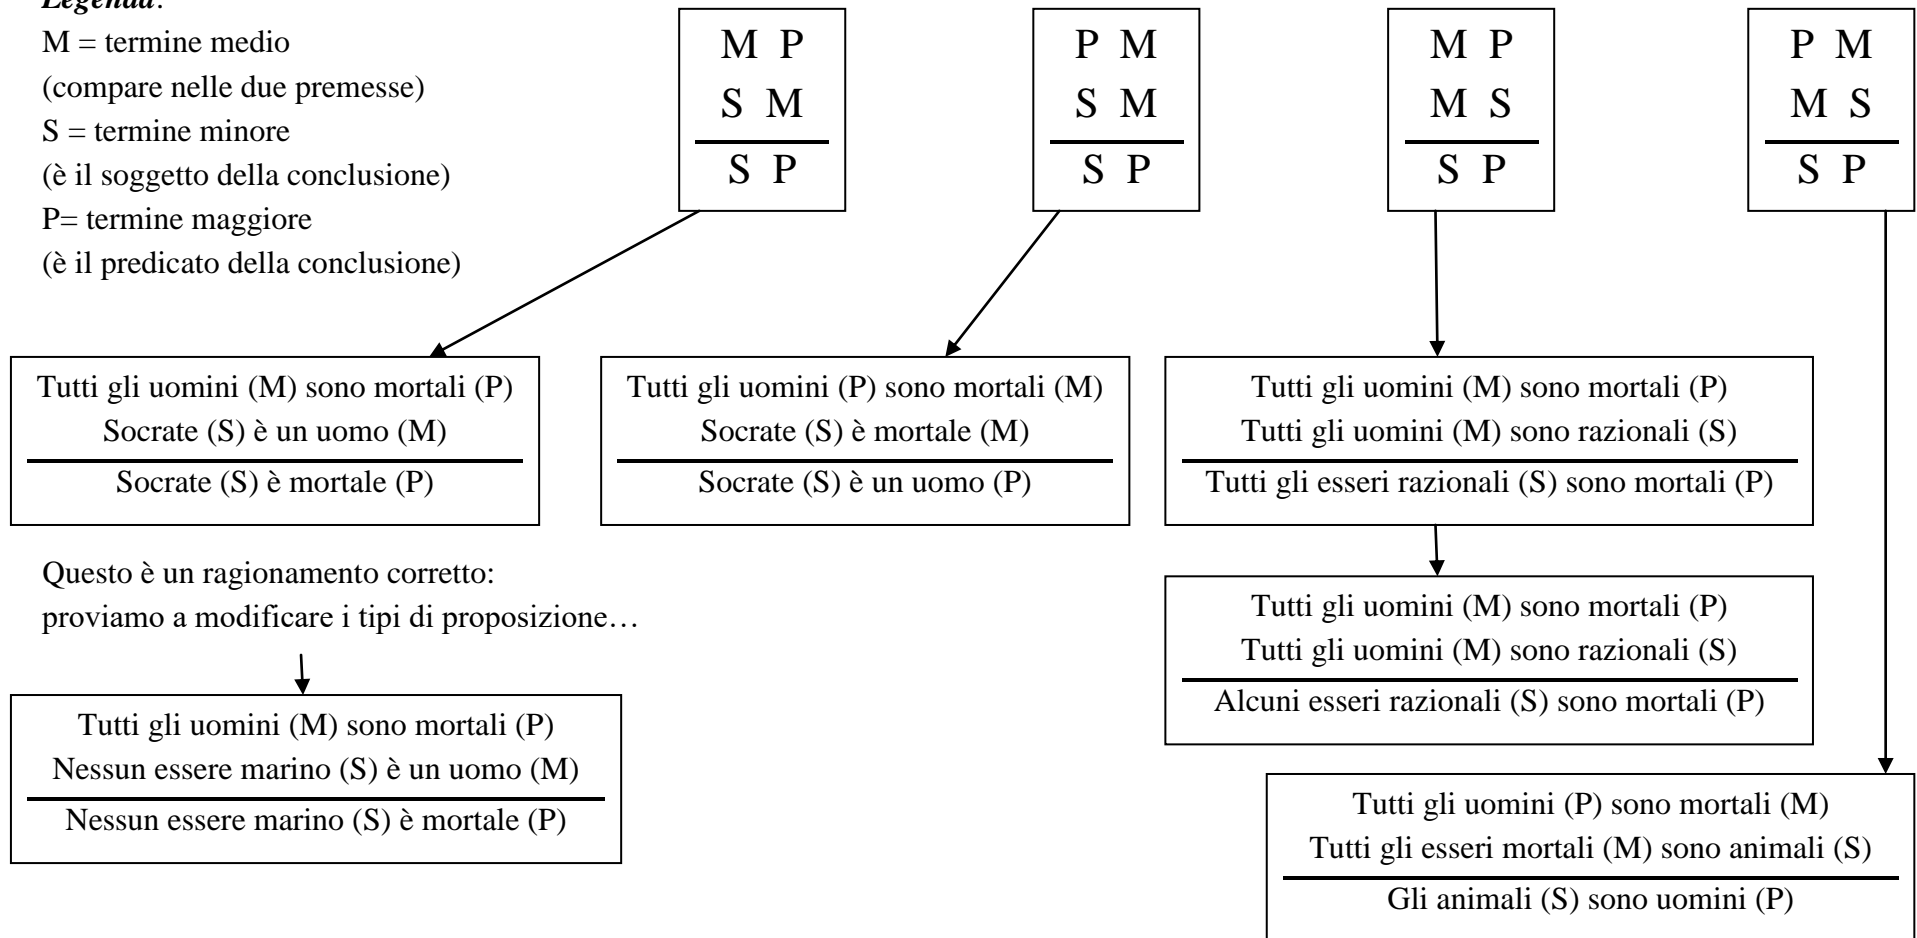 Legenda:
M = termine medio
(compare nelle due premesse)
S = termine minore
(è il soggetto della conclusione)
P= termine maggiore
(è il predicato della conclusione)
M P
S M
S P
P M
S M
S P
M P
M S
S P
P M
M S
S P
Tutti gli uomini (M) sono mortali (P)
Socrate (S) è un uomo (M)
Socrate (S) è mortale (P)
Tutti gli uomini (P) sono mortali (M)
Socrate (S) è mortale (M)
Socrate (S) è un uomo (P)
Tutti gli uomini (M) sono mortali (P)
Tutti gli uomini (M) sono razionali (S)
Tutti gli esseri razionali (S) sono mortali (P)
Questo è un ragionamento corretto:
proviamo a modificare i tipi di proposizione…
Tutti gli uomini (M) sono mortali (P)
Nessun essere marino (S) è un uomo (M)
Nessun essere marino (S) è mortale (P)
Tutti gli uomini (M) sono mortali (P)
Tutti gli uomini (M) sono razionali (S)
Alcuni esseri razionali (S) sono mortali (P)
Tutti gli uomini (P) sono mortali (M)
Tutti gli esseri mortali (M) sono animali (S)
Gli animali (S) sono uomini (P)